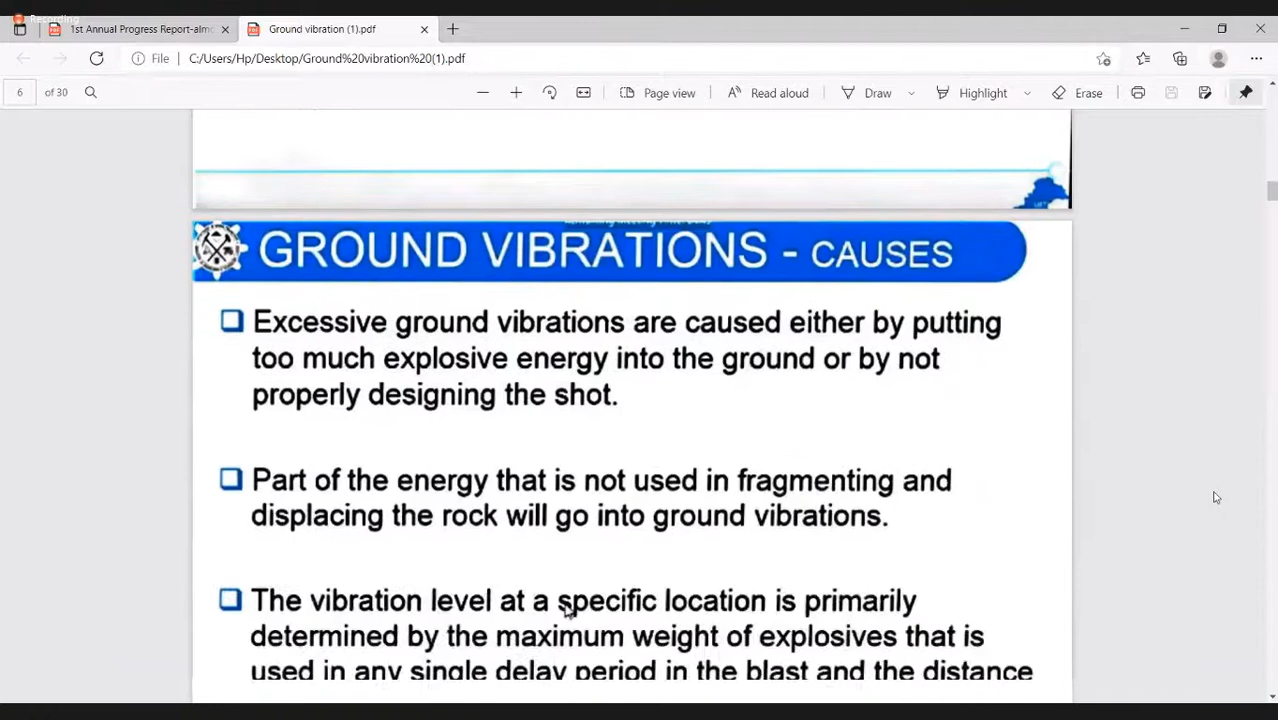 Recording
1st Annual Progress Report-almo
Ground vibration (1).pdf
File
C:/Users/Hp/Desktop/Ground%20vibration%20(1).pdf
6 of 30
Page view
Read aloud
Draw
Highlight
Erase
GROUND VIBRATIONS - CAUSES
Excessive ground vibrations are caused either by putting
too much explosive energy into the ground or by not
properly designing the shot.
Part of the energy that is not used in fragmenting and
displacing the rock will go into ground vibrations.
The vibration level at a specific location is primarily
determined by the maximum weight of explosives that is
used in any single delay period in the blast and the distance